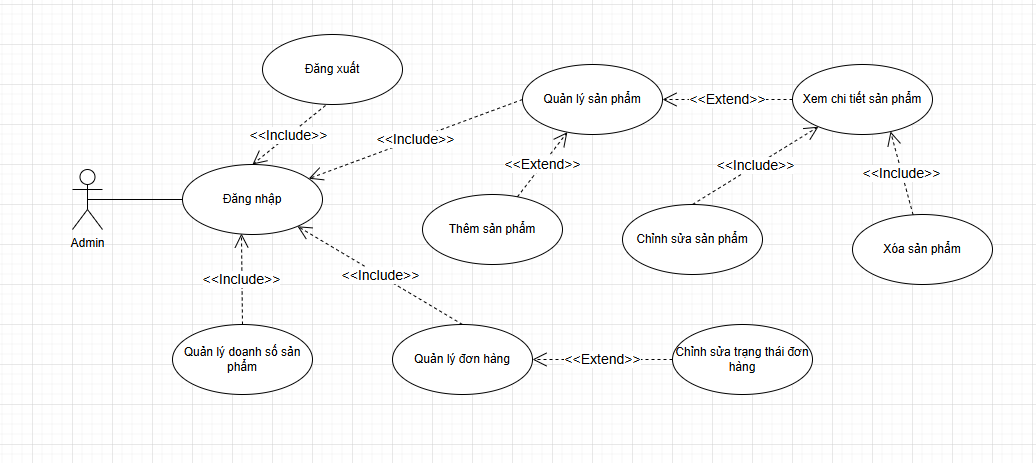 Đăng xuất
Quản lý sản phẩm
<<Extend>>
Xem chi tiết sản phẩm
<<Include>>
<<Include>>
<<Extend>>
<<Include>>
<<Include>>
Đăng nhập
Thêm sản phẩm
Chỉnh sửa sản phẩm
Xóa sản phẩm
Admin
<<Include>>
<<Include>>
Quản lý doanh số sản
phẩm
Quản lý đơn hàng
<<Extend>>
Chỉnh sửa trạng thái đơn
hàng